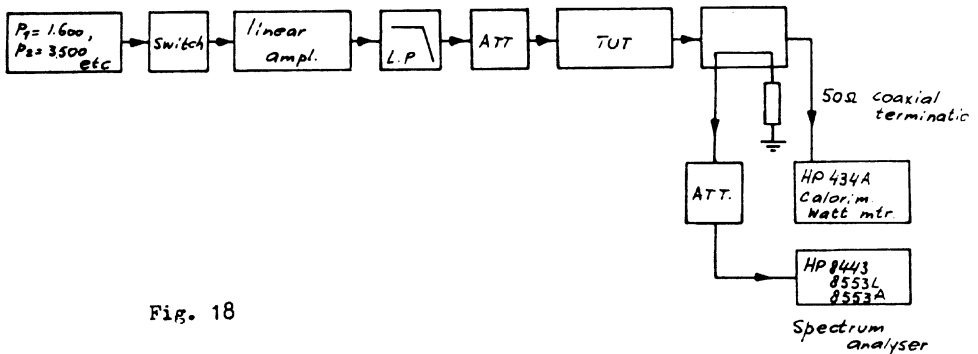 P1= 1.600,
P2= 3.500
etc
Switch
linear
ampl.
L.P
ATT
TUT
50Ω coaxial
terminatic
ATT.
HP 434A
Calorim.
Watt mtr.
HP 8443
8553L
8553A
Spectrum
analyser
Fig. 18